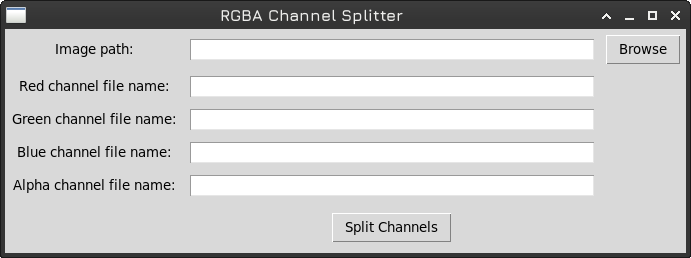 RGBA Channel Splitter
Image path:
Browse
Red channel file name:
Green channel file name:
Blue channel file name:
Alpha channel file name:
Split Channels